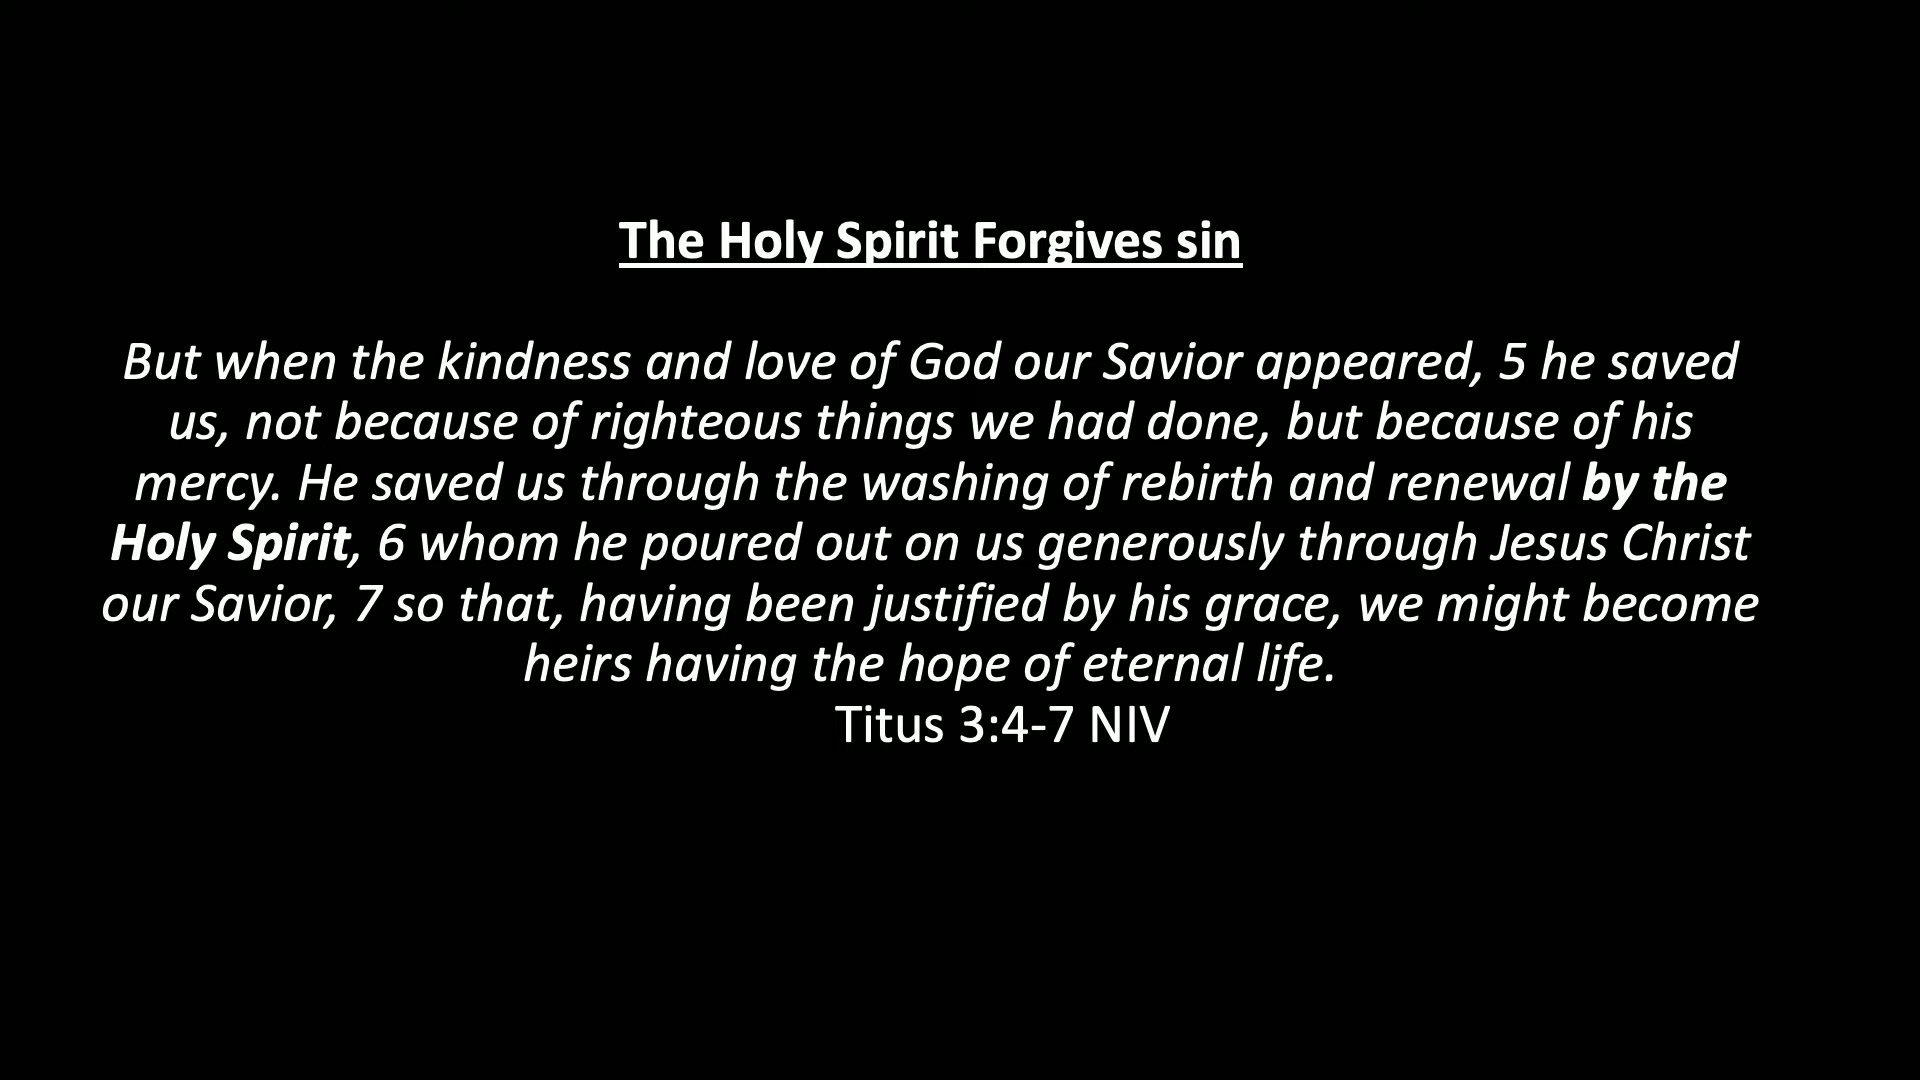 The Holy Spirit Forgives sin
But when the kindness and love of God our Savior appeared, 5 he saved
us, not because of righteous things we had done, but because of his
mercy. He saved us through the washing of rebirth and renewal by the
Holy Spirit, 6 whom he poured out on us generously through Jesus Christ
our Savior, 7 so that, having been justified by his grace, we might become
heirs having the hope of eternal life.
Titus 3:4-7 NIV